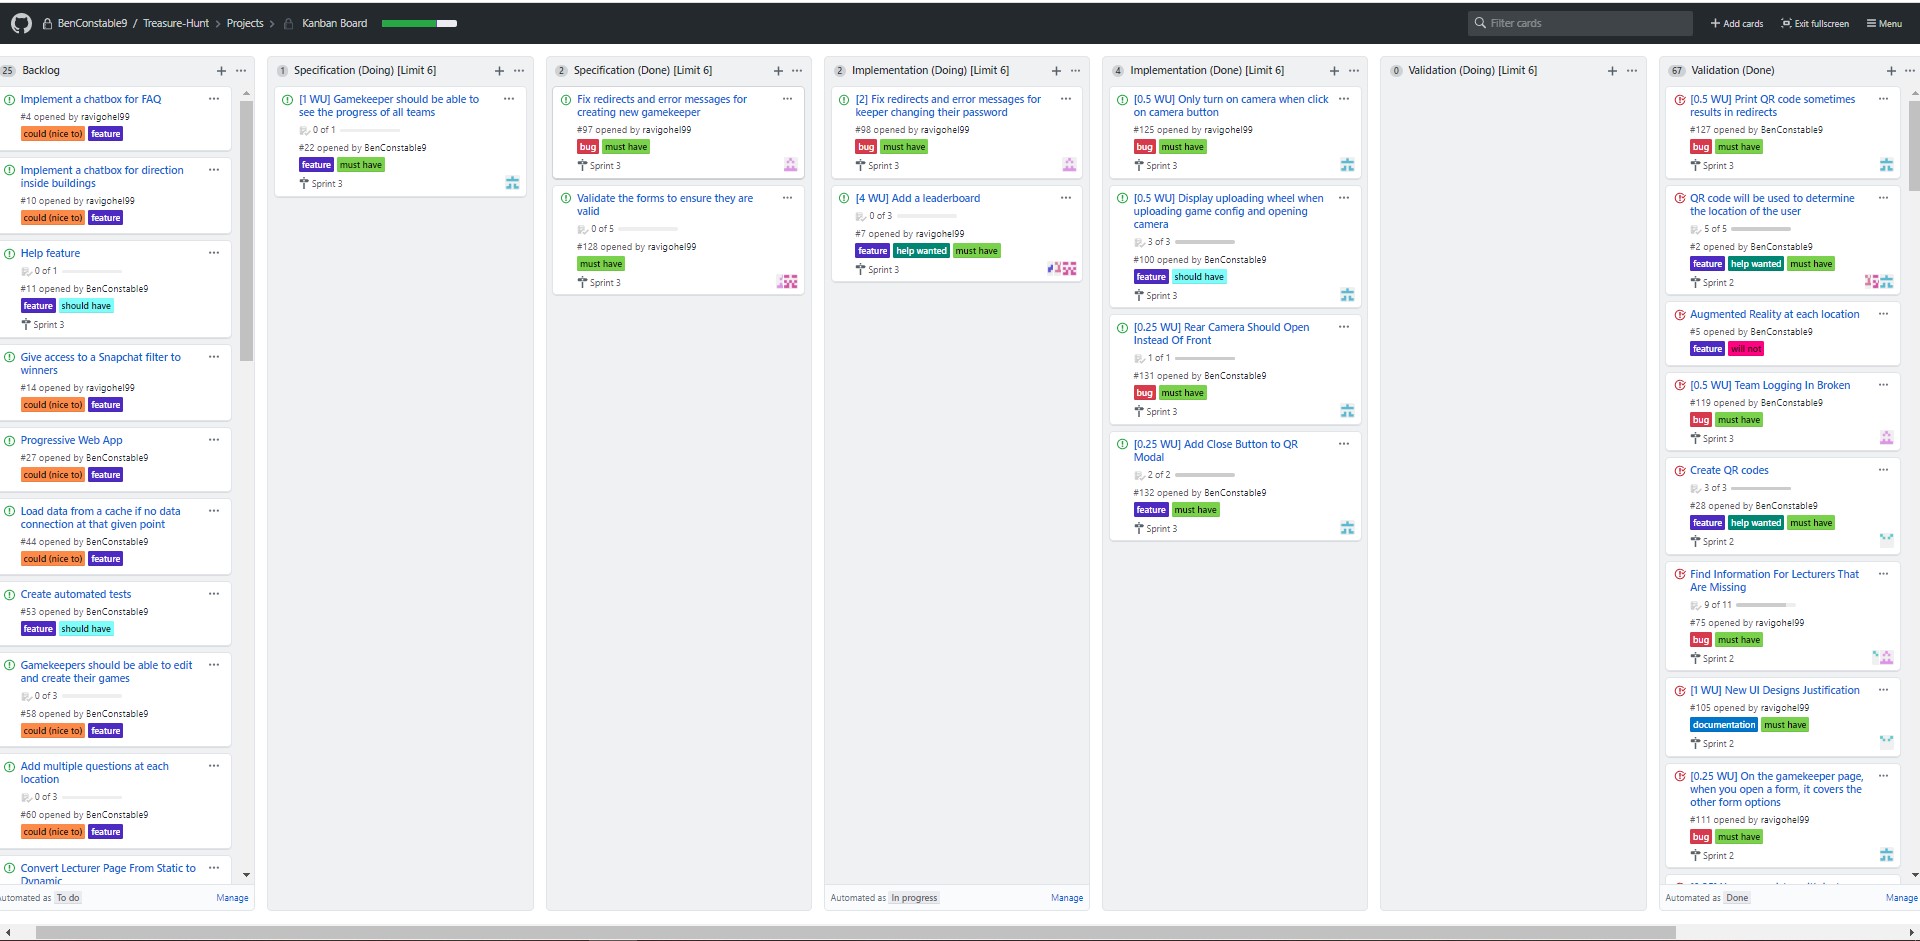 BenConstable9 / Treasure-Hunt > Projects > Kanban Board
Filter cards
+ Add cards
Exit fullscreen
Menu
25 Backlog
Implement a chatbox for FAQ
#4 opened by ravigohel99
could (nice to) feature
Implement a chatbox for direction
inside buildings
#10 opened by ravigohel99
could (nice to) feature
Help feature
0 of 1
#11 opened by BenConstable9
feature should have
Sprint 3
Give access to a Snapchat filter to
winners
#14 opened by ravigohel99
could (nice to) feature
Progressive Web App
#27 opened by BenConstable9
could (nice to) feature
Load data from a cache if no data
connection at that given point
#44 opened by BenConstable9
could (nice to) feature
Create automated tests
#53 opened by BenConstable9
feature should have
Gamekeepers should be able to edit
and create their games
0 of 3
#58 opened by BenConstable9
could (nice to) feature
Add multiple questions at each
location
0 of 3
#60 opened by BenConstable9
could (nice to) feature
Convert Lecturer Page From Static to
Dynamic
Automated as To do
Manage
1 Specification (Doing) [Limit 6]
[1 WU] Gamekeeper should be able to
see the progress of all teams
0 of 1
#22 opened by BenConstable9
feature must have
Sprint 3
2 Specification (Done) [Limit 6]
Fix redirects and error messages for
creating new gamekeeper
#97 opened by ravigohel99
bug must have
Sprint 3
Validate the forms to ensure they are
valid
0 of 5
#128 opened by ravigohel99
must have
Sprint 3
2 Implementation (Doing) [Limit 6]
[2] Fix redirects and error messages for
keeper changing their password
#98 opened by ravigohel99
bug must have
Sprint 3
[4 WU] Add a leaderboard
0 of 3
#7 opened by ravigohel99
feature help wanted must have
Sprint 3
Automated as In progress
Manage
4 Implementation (Done) [Limit 6]
[0.5 WU] Only turn on camera when click
on camera button
#125 opened by ravigohel99
bug must have
Sprint 3
[0.5 WU] Display uploading wheel when
uploading game config and opening
camera
3 of 3
#100 opened by BenConstable9
feature should have
Sprint 3
[0.25 WU] Rear Camera Should Open
Instead Of Front
1 of 1
#131 opened by BenConstable9
bug must have
Sprint 3
[0.25 WU] Add Close Button to QR
Modal
2 of 2
#132 opened by BenConstable9
feature must have
Sprint 3
0 Validation (Doing) [Limit 6]
67 Validation (Done)
[0.5 WU] Print QR code sometimes
results in redirects
#127 opened by BenConstable9
bug must have
Sprint 3
QR code will be used to determine
the location of the user
5 of 5
#2 opened by BenConstable9
feature help wanted must have
Sprint 2
Augmented Reality at each location
#5 opened by BenConstable9
feature will not
[0.5 WU] Team Logging In Broken
#119 opened by BenConstable9
bug must have
Sprint 3
Create QR codes
3 of 3
#28 opened by BenConstable9
feature help wanted must have
Sprint 2
Find Information For Lecturers That
Are Missing
9 of 11
#75 opened by ravigohel99
bug must have
Sprint 2
[1 WU] New UI Designs Justification
#105 opened by ravigohel99
documentation must have
Sprint 2
[0.25 WU] On the gamekeeper page,
when you open a form, it covers the
other form options
#111 opened by ravigohel99
bug must have
Sprint 2
Automated as Done
Manage